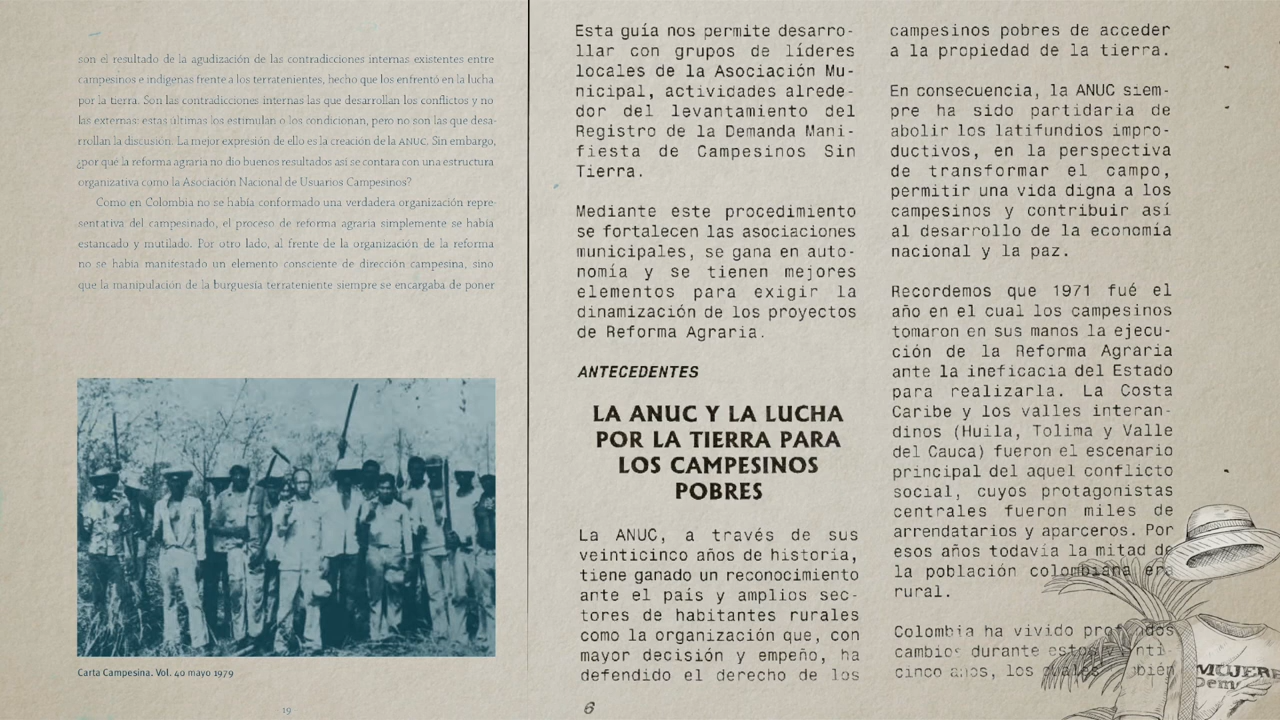 son el resultado de la agudización de las contradicciones internas existentes entre
campesinos e indígenas frente a los terratenientes, hecho que los enfrentó en la lucha
por la tierra. Son las contradicciones internas las que desarrollan los conflictos y no
las externas: estas últimas los estimulan o los condicionan, pero no son las que desa-
rrollan la discusión. La mejor expresión de ello es la creación de la ANUC. Sin embargo,
¿por qué la reforma agraria no dio buenos resultados así se contara con una estructura
organizativa como la Asociación Nacional de Usuarios Campesinos?
Como en Colombia no se había conformado una verdadera organización repre-
sentativa del campesinado, el proceso de reforma agraria simplemente se había
estancado y mutilado. Por otro lado, al frente de la organización de la reforma
no se había manifestado un elemento consciente de dirección campesina, sino
que la manipulación de la burguesía terrateniente siempre se encargaba de poner
Carta Campesina. Vol. 40 mayo 1979
19
Esta guía nos permite desarro-
llar con grupos de líderes
locales de la Asociación Mu-
nicipal, actividades alrede-
dor del levantamiento del
Registro de la Demanda Mani-
fiesta de Campesinos Sin
Tierra.
Mediante este procedimiento
se fortalecen las asociaciones
municipales, se gana en auto-
nomía y se tienen mejores
elementos para exigir la
dinamización de los proyectos
de Reforma Agraria.
ANTECEDENTES
LA ANUC Y LA LUCHA
POR LA TIERRA PARA
LOS CAMPESINOS
POBRES
La ANUC, a través de sus
veinticinco años de historia,
tiene ganado un reconocimiento
ante el país y amplios sec-
tores de habitantes rurales
como la organización que, con
mayor decisión y empeño, ha
defendido el derecho de los
6
campesinos pobres de acceder
a la propiedad de la tierra.
En consecuencia, la ANUC siem-
pre ha sido partidaria de
abolir los latifundios impro-
ductivos, en la perspectiva
de transformar el campo,
permitir una vida digna a los
campesinos y contribuir así
al desarrollo de la economía
nacional y la paz.
Recordemos que 1971 fué el
año en el cual los campesinos
tomaron en sus manos la ejecu-
ción de la Reforma Agraria
ante la ineficacia del Estado
para realizarla. La Costa
Caribe y los valles interan-
dinos (Huila, Tolima y Valle
del Cauca) fueron el escenario
principal del aquel conflicto
social, cuyos protagonistas
centrales fueron miles de
arrendatarios y aparceros. Por
esos años todavía la mitad de
la población colombiana era
rural.
Colombia ha vivido profundos
cambios durante estos
cinco años, los